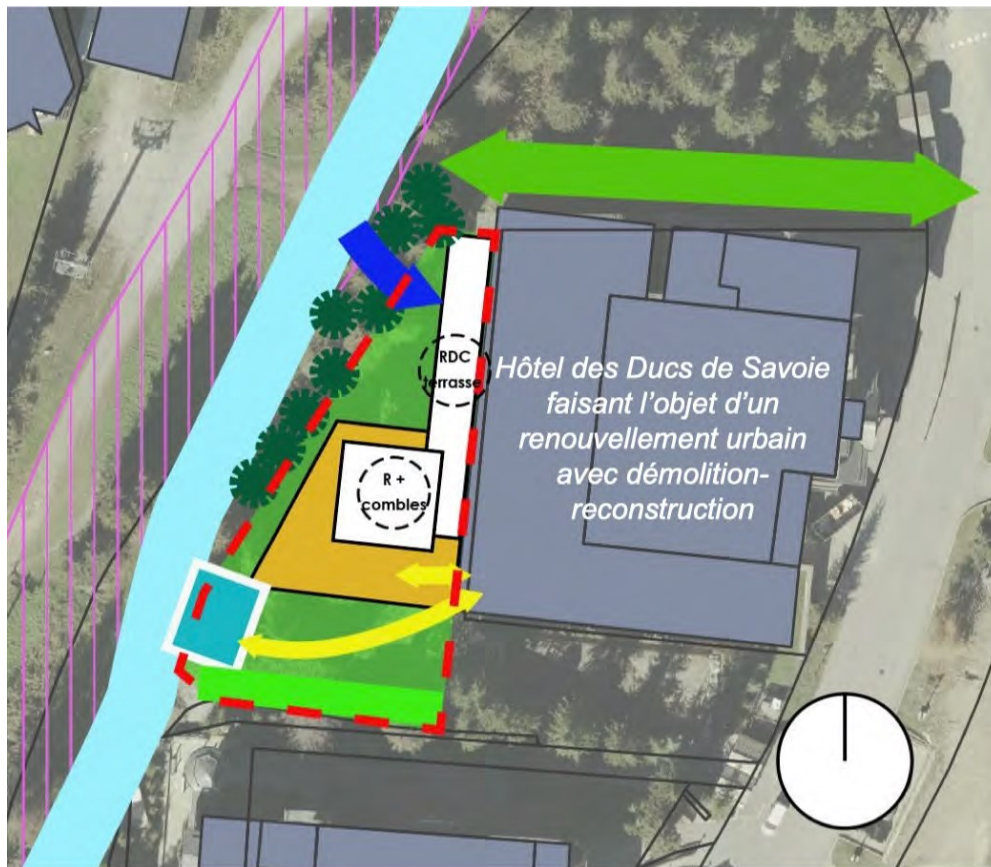 RDC
terrasse
Hôtel des Ducs de Savoie
faisant l'objet d'un
renouvellement urbain
avec démolition-
reconstruction
R +
combles